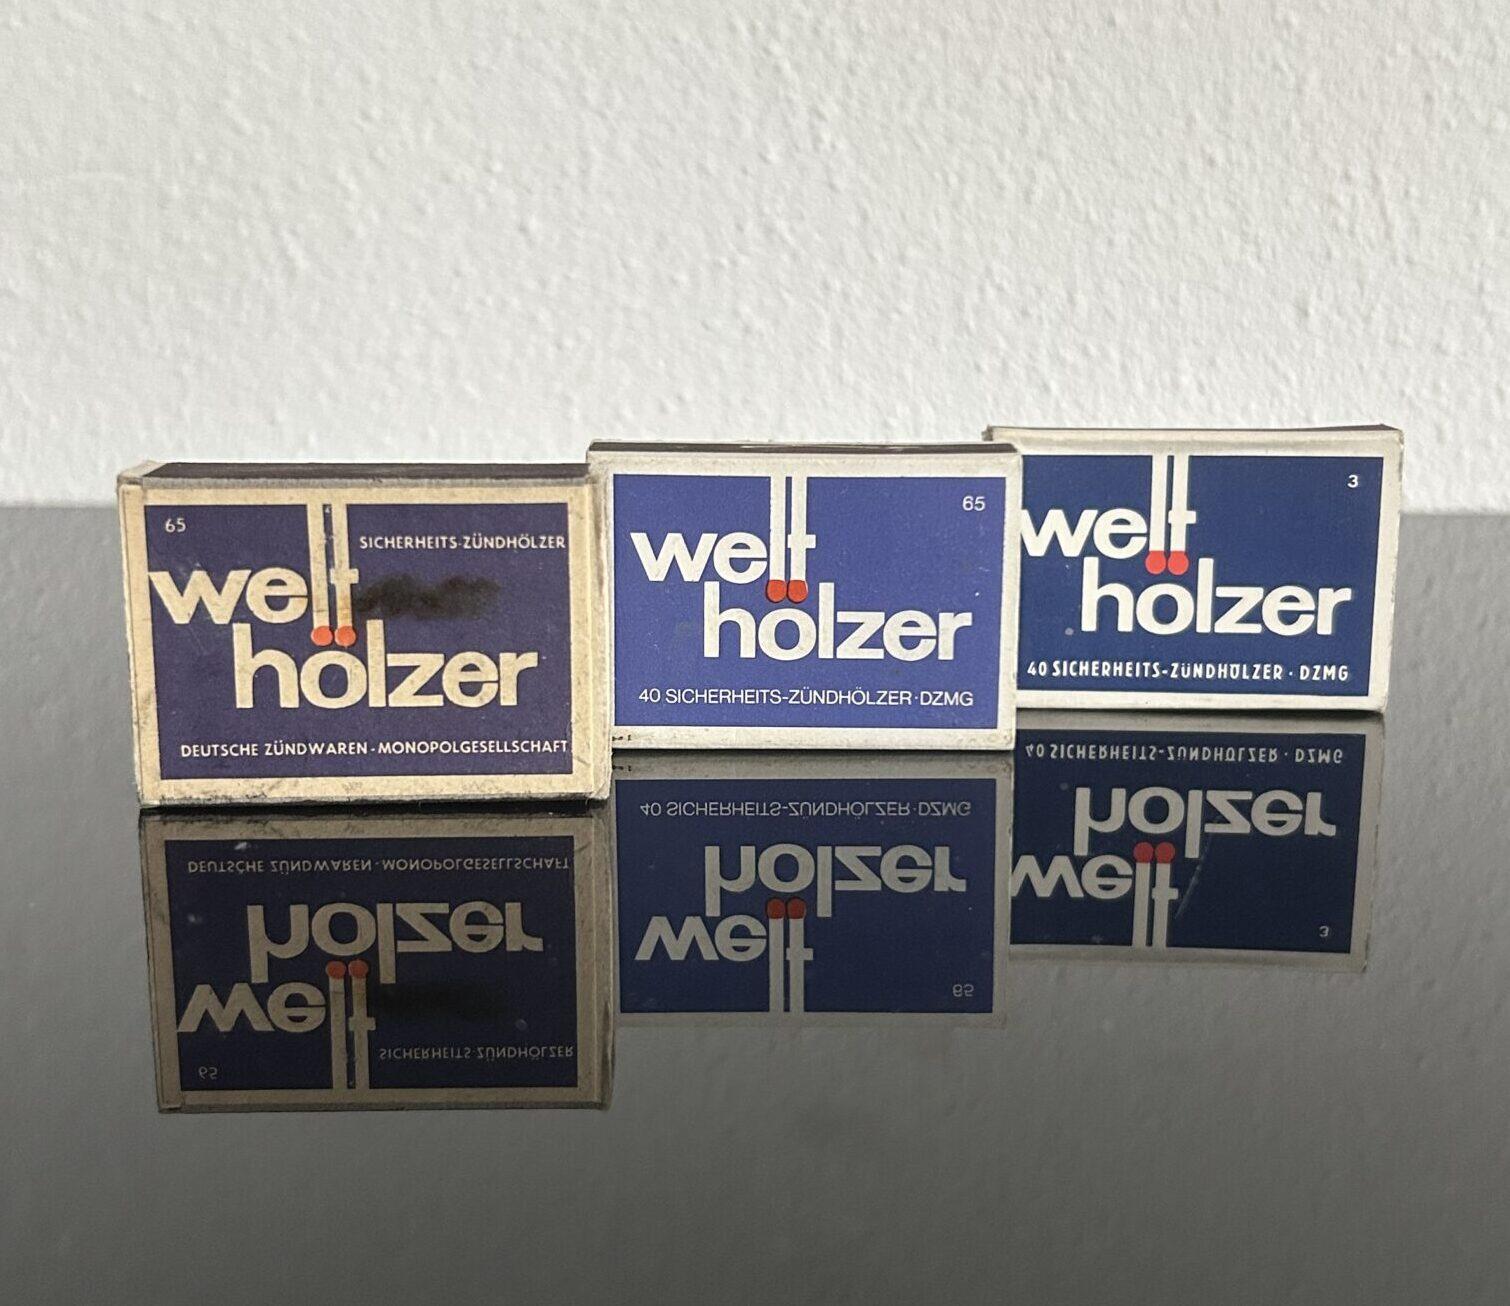 65
SICHERHEITS-ZÜNDHÖLZER
welt
hölzer
DEUTSCHE ZÜNDWAREN-MONOPOLGESELLSCHAFT
65
welt
hölzer
40 SICHERHEITS-ZÜNDHÖLZER·DZMG
3
welt
hölzer
40 SICHERHEITS-ZÜNDHÖLZER · DZMG